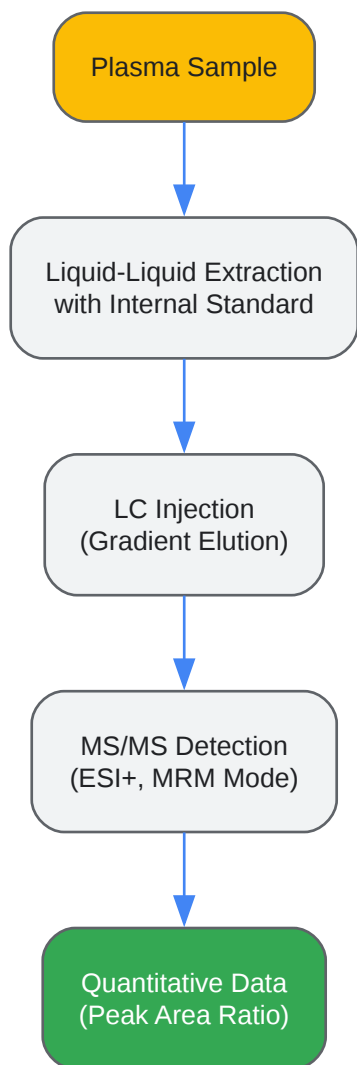 Plasma Sample
Liquid-Liquid Extraction
with Internal Standard
LC Injection
(Gradient Elution)
MS/MS Detection
(ESI+, MRM Mode)
Quantitative Data
(Peak Area Ratio)